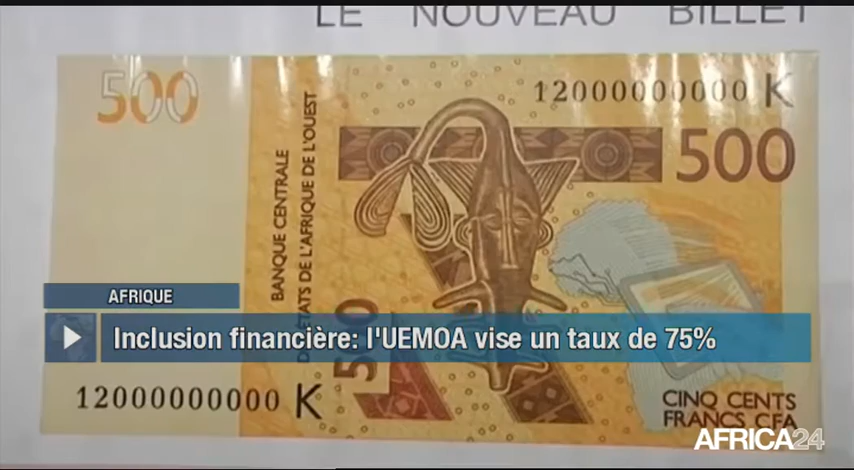 LE NOUVEAU BILLET
500
12000000000 K
500
BANQUE CENTRALE
DES ETATS DE L'AFRIQUE DE L'OUEST
AFRIQUE
Inclusion financière: l'UEMOA vise un taux de 75%
500
12000000000 K
CINQ CENTS
FRANCS CFA
AFRICA24